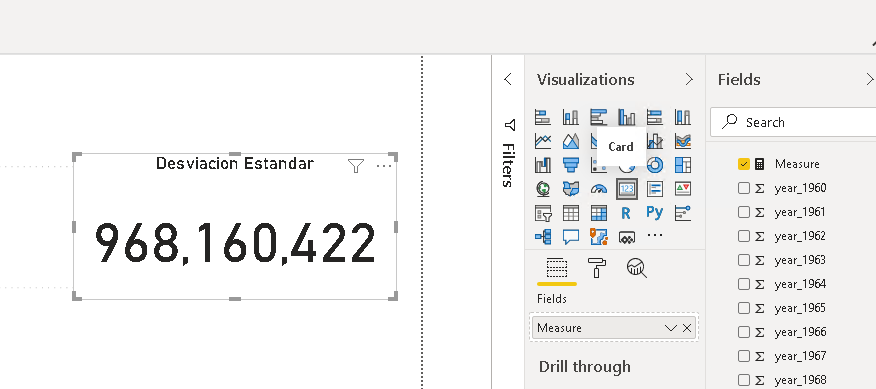 Visualizations
Fields
Search
Card
Filters
Desviacion Estandar
968,160,422
123
R
Py
Fields
Measure
Drill through
Measure
year_1960
year_1961
year_1962
year_1963
year_1964
year_1965
year_1966
year_1967
year_1968